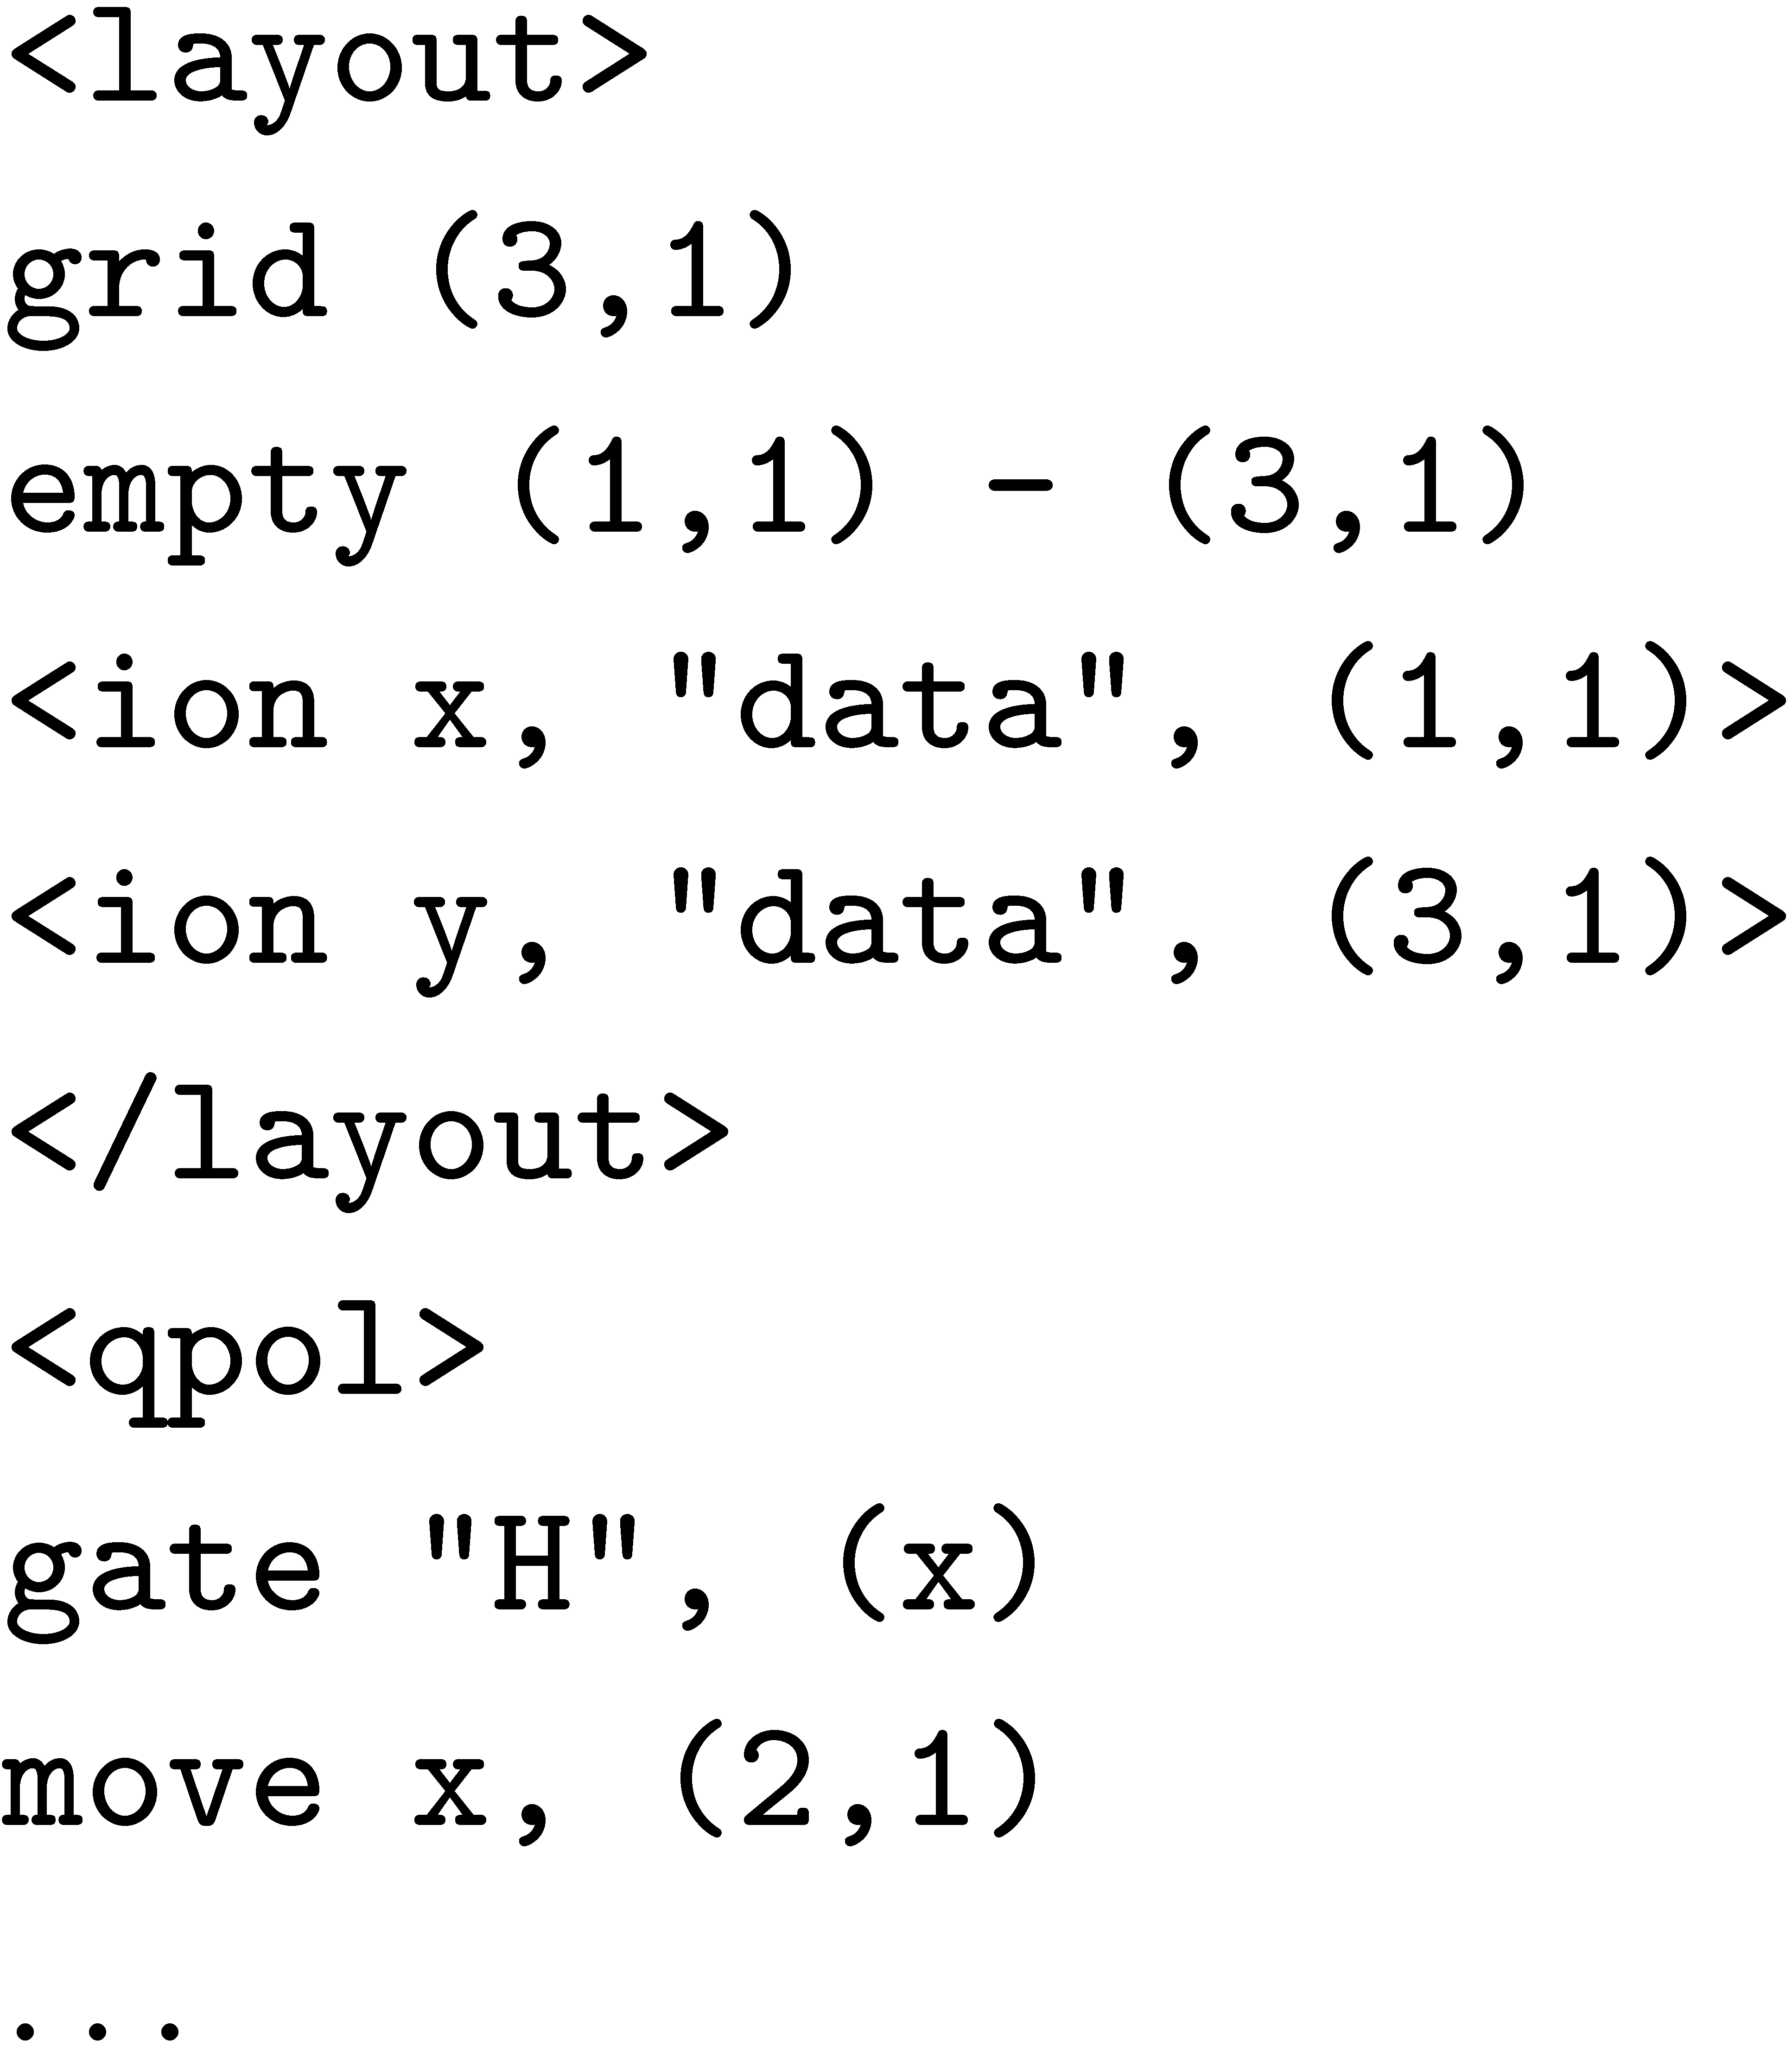 <layout>
grid (3,1)
empty (1,1) - (3,1)
<ion x, "data", (1,1)>
<ion y, "data", (3,1)>
</layout>
<qpol>
gate "H", (x)
move x, (2,1)
...